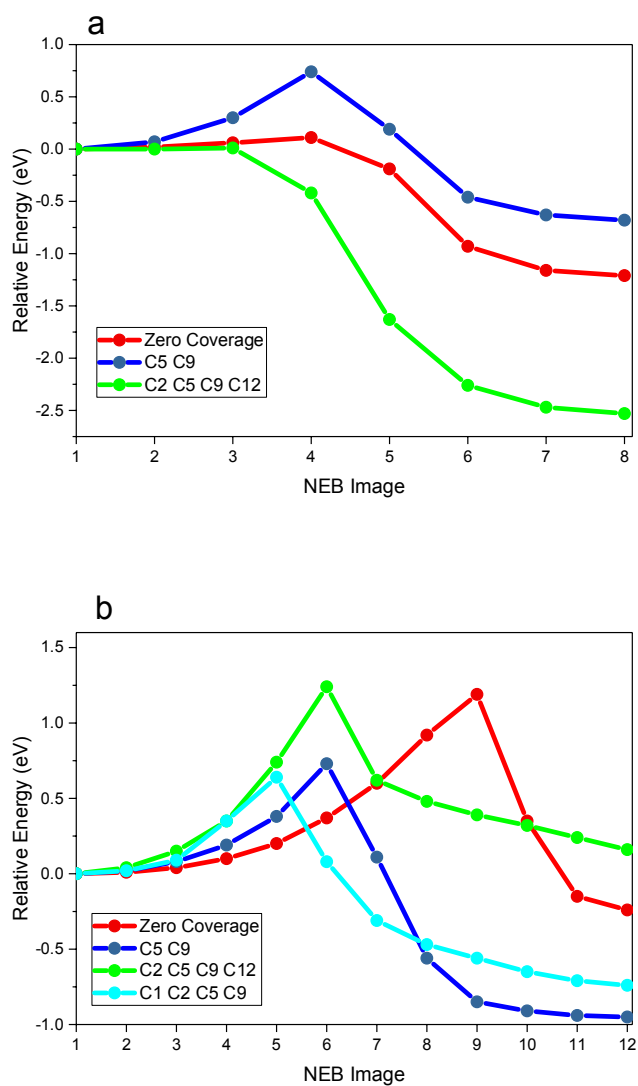 a
1.0
0.5
0.0
-0.5
-1.0
-1.5
-2.0
-2.5
Relative Energy (eV)
Zero Coverage
C5 C9
C2 C5 C9 C12
1 2 3 4 5 6 7 8
NEB Image
b
1.5
1.0
0.5
0.0
-0.5
-1.0
Relative Energy (eV)
Zero Coverage
C5 C9
C2 C5 C9 C12
C1 C2 C5 C9
1 2 3 4 5 6 7 8 9 10 11 12
NEB Image